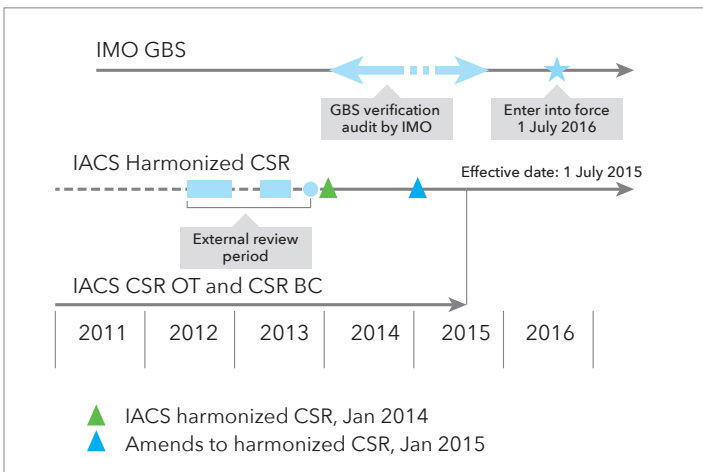 IMO GBS
GBS verification
audit by IMO
Enter into force
1 July 2016
IACS Harmonized CSR
Effective date: 1 July 2015
External review
period
IACS CSR OT and CSR BC
2011 2012 2013 2014 2015 2016
IACS harmonized CSR, Jan 2014
Amends to harmonized CSR, Jan 2015